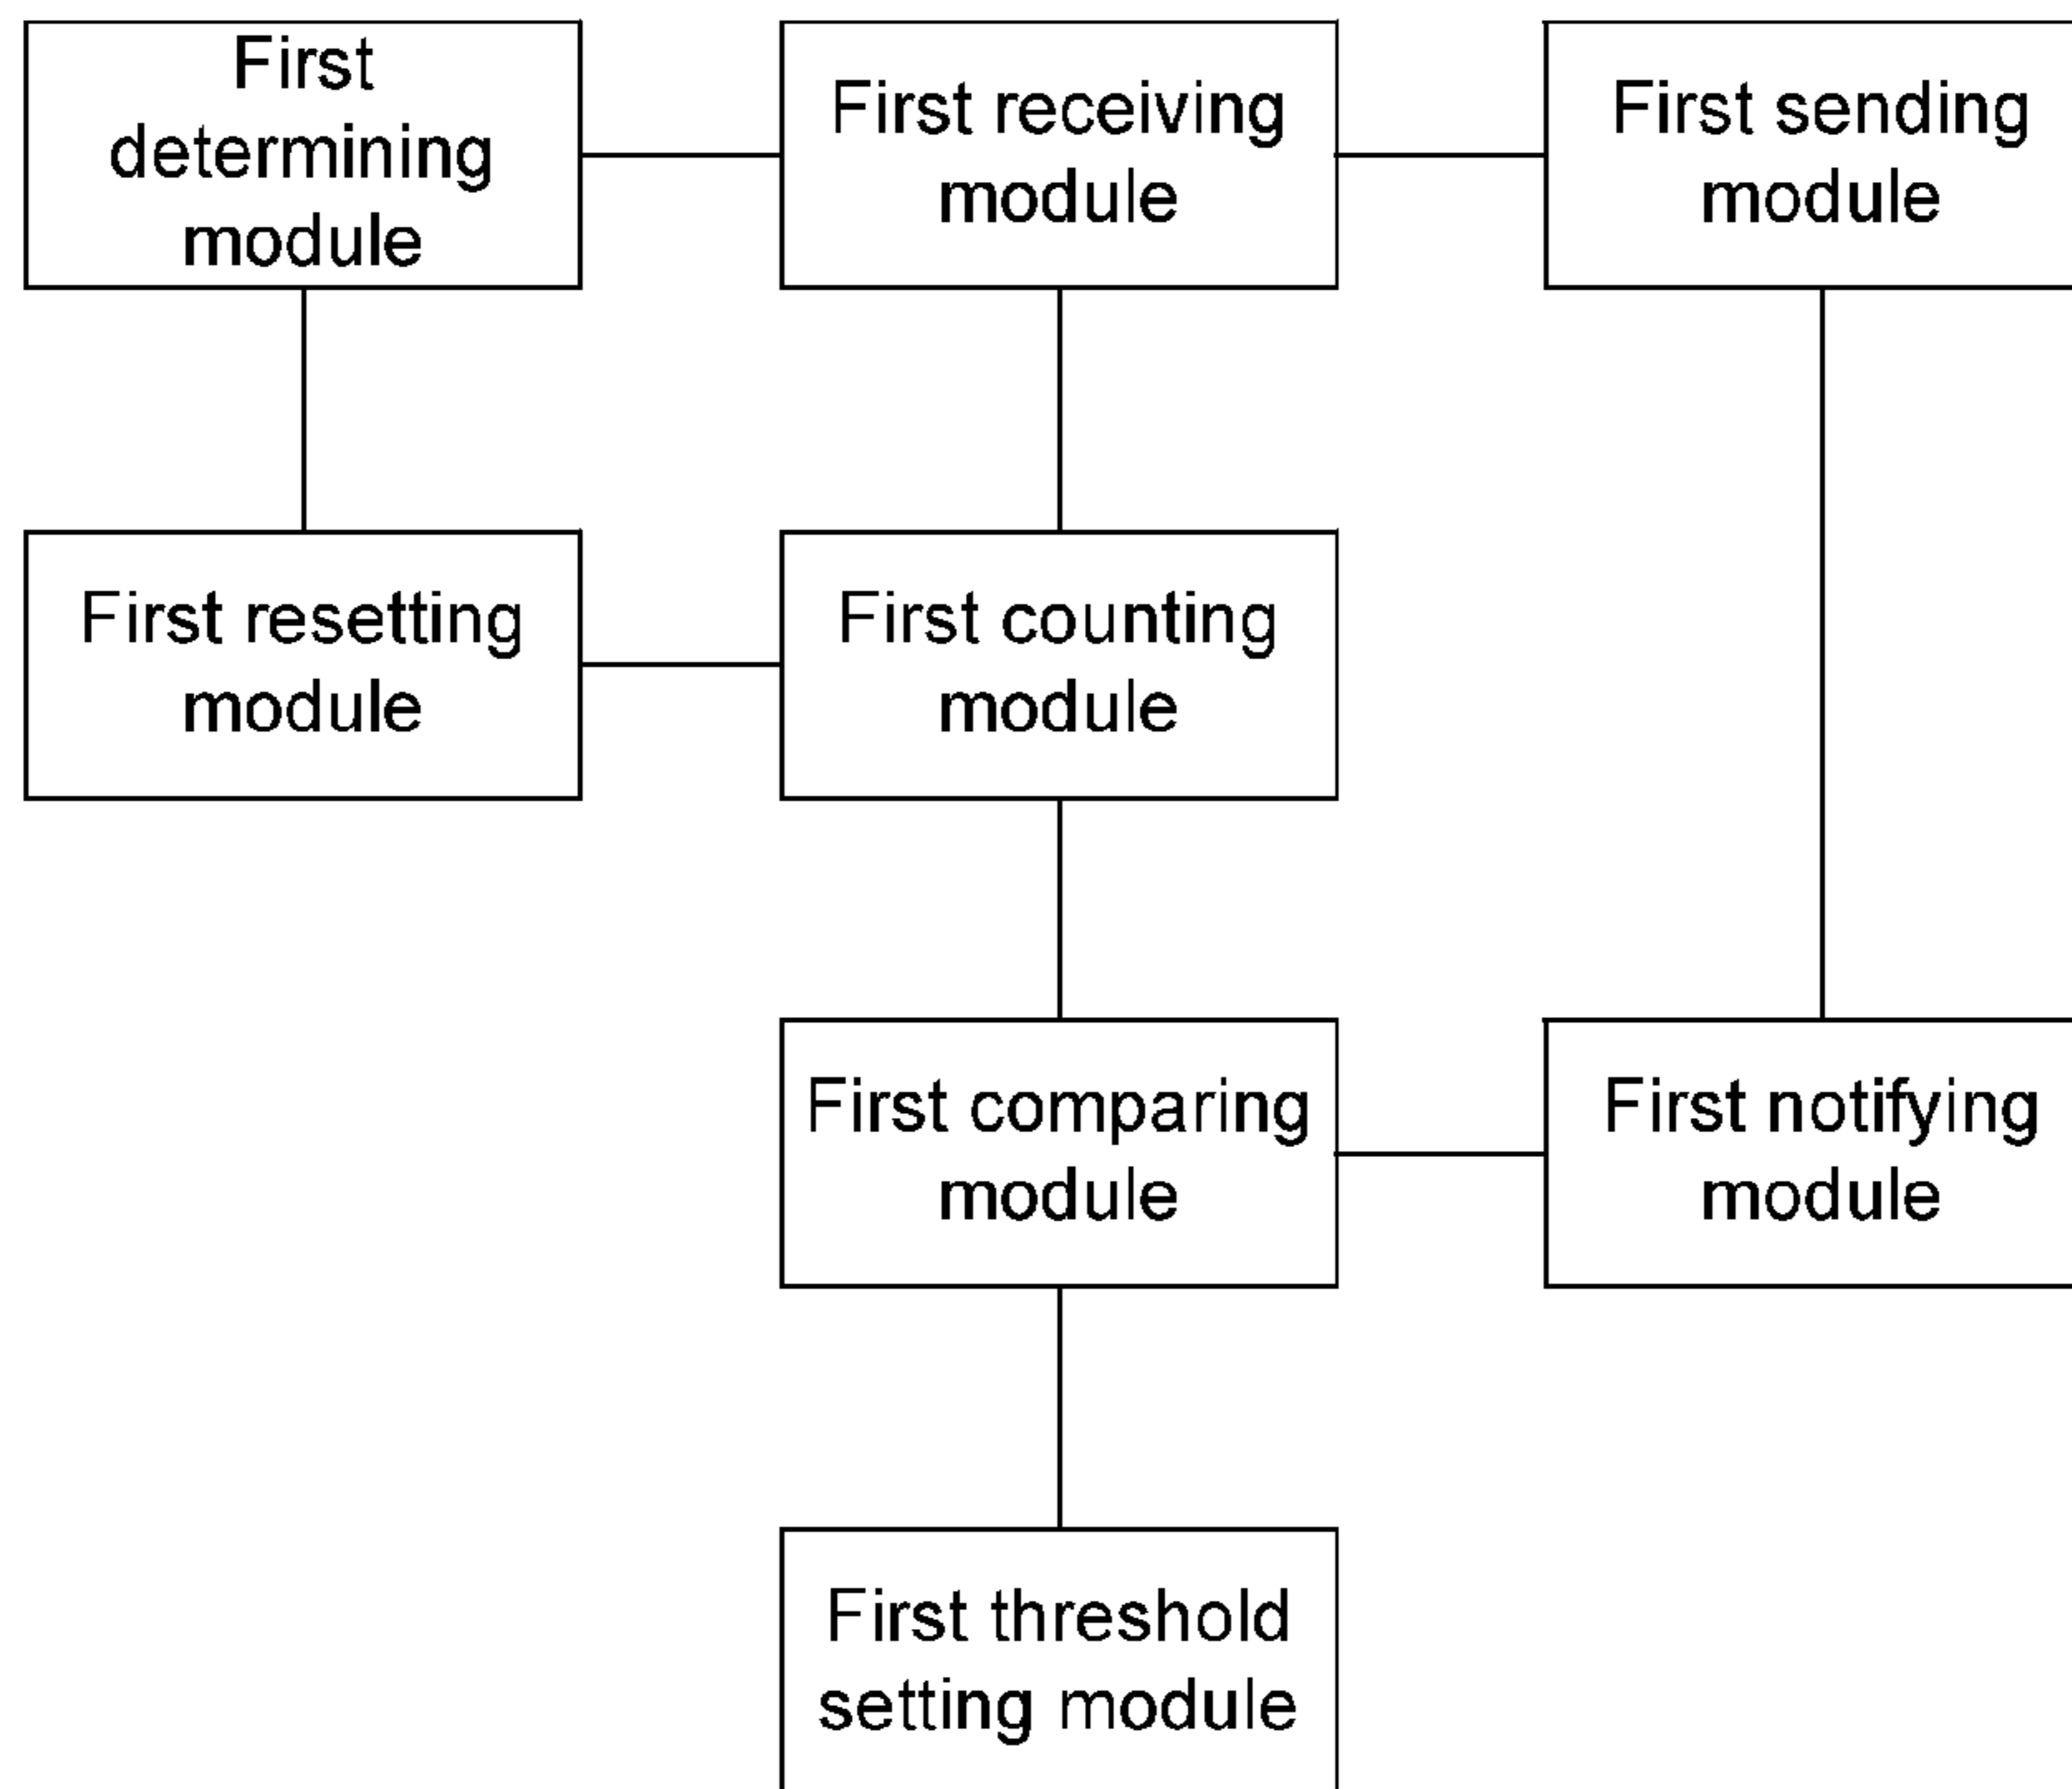 First
determining
module
First receiving
module
First sending
module
First resetting
module
First counting
module
First comparing
module
First notifying
module
First threshold
setting module